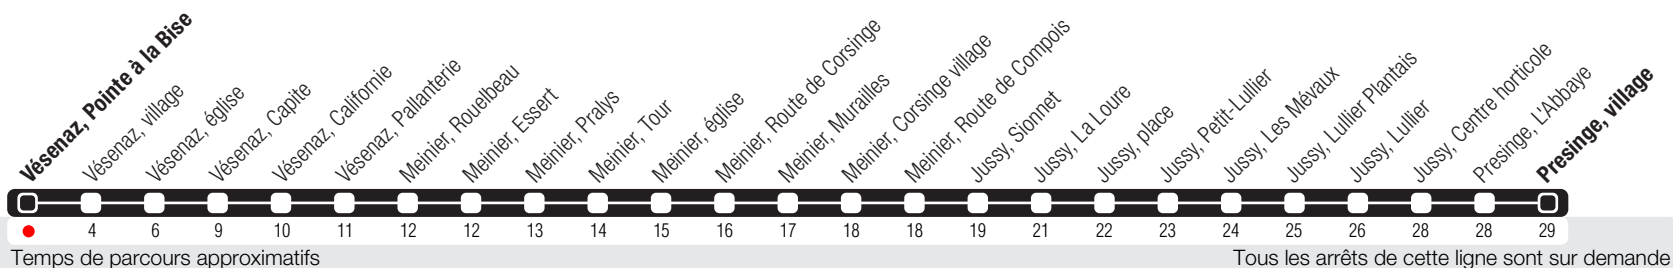 Vésenaz, Pointe à la Bise
Vésenaz, village
Vésenaz, église
Vésenaz, Capite
Vésenaz, Californie
Vésenaz, Pallanterie
Meinier, Rouelbeau
Meinier, Essert
Meinier, Pralys
Meinier, Tour
Meinier, église
Meinier, Route de Corsinge
Meinier, Murailles
Meinier, Corsinge village
Meinier, Route de Compois
Jussy, Sionnet
Jussy, La Loure
Jussy, place
Jussy, Petit-Lullier
Jussy, Les Mévaux
Jussy, Lullier Plantais
Jussy, Lullier
Jussy, Centre horticole
Presinge, L'Abbaye
Presinge, village
4 6 9 10 11 12 12 13 14 15 16 17 18 18 19 21 22 23 24 25 26 28 28 29
Temps de parcours approximatifs
Tous les arrêts de cette ligne sont sur demande